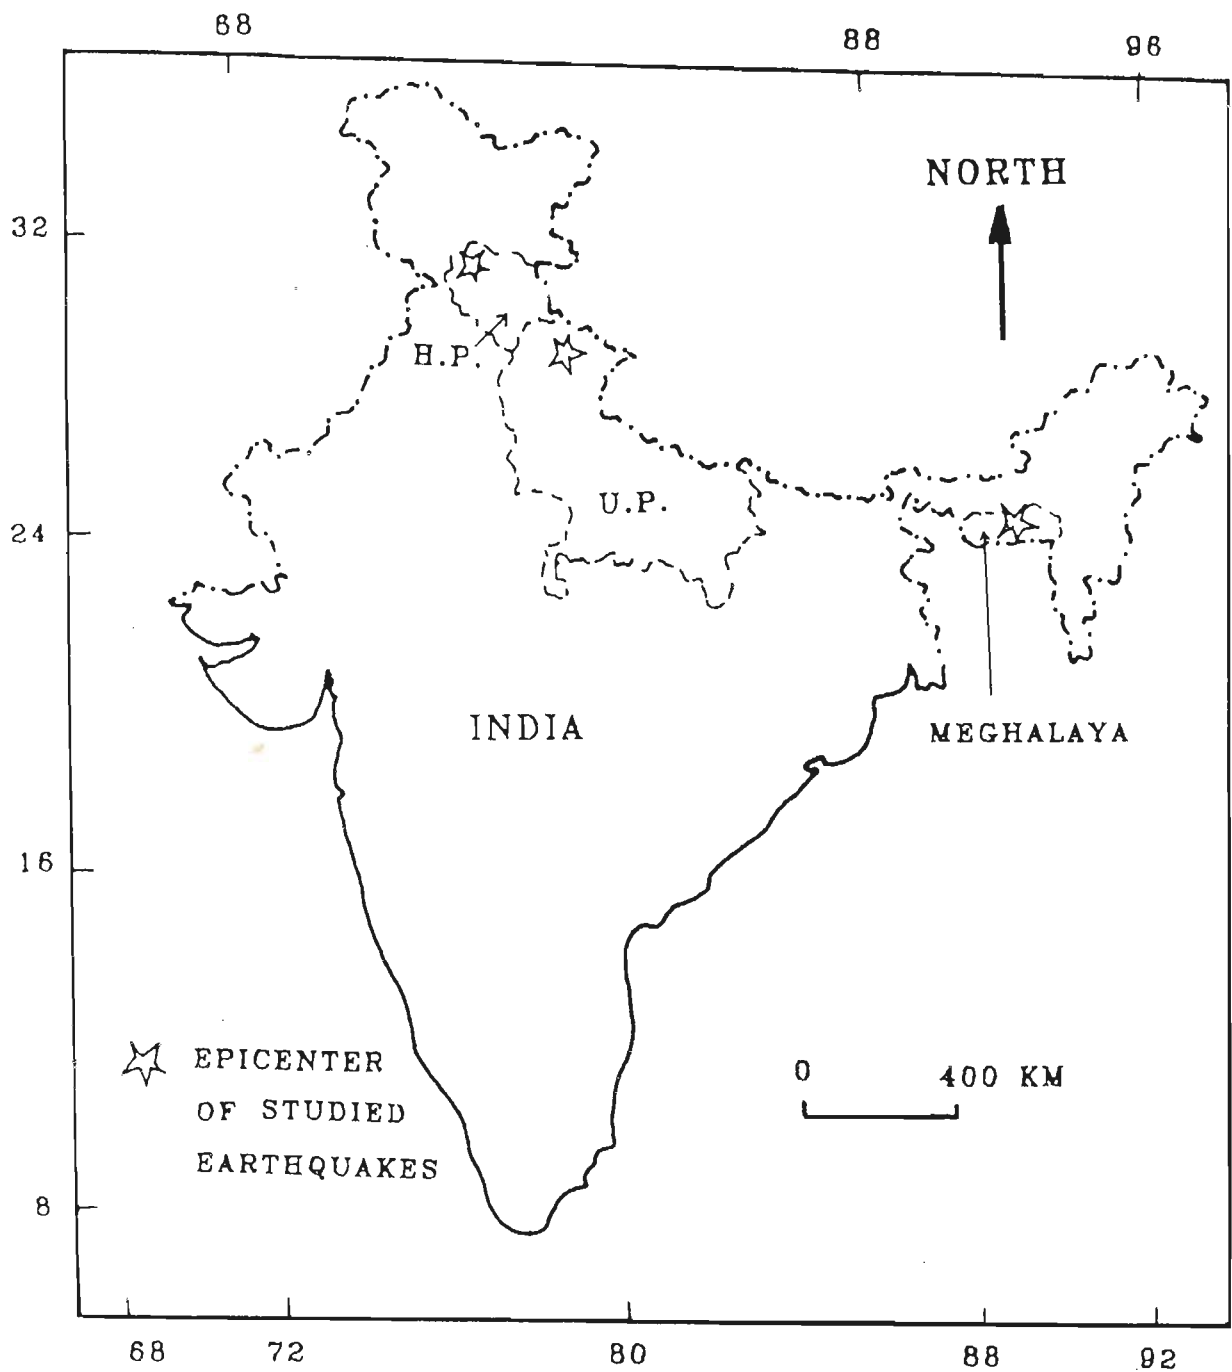 68 88 96
NORTH
32
H.P.
24
U.P.
INDIA
MEGHALAYA
16
EPICENTER
OF STUDIED
EARTHQUAKES
0 400 KM
8
68 72 80 88 92